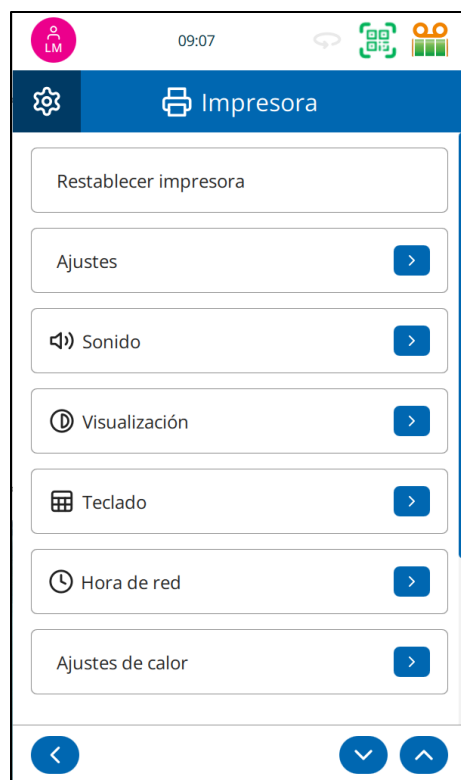 LM
09:07
Impresora
Restablecer impresora
Ajustes
Sonido
Visualización
Teclado
Hora de red
Ajustes de calor